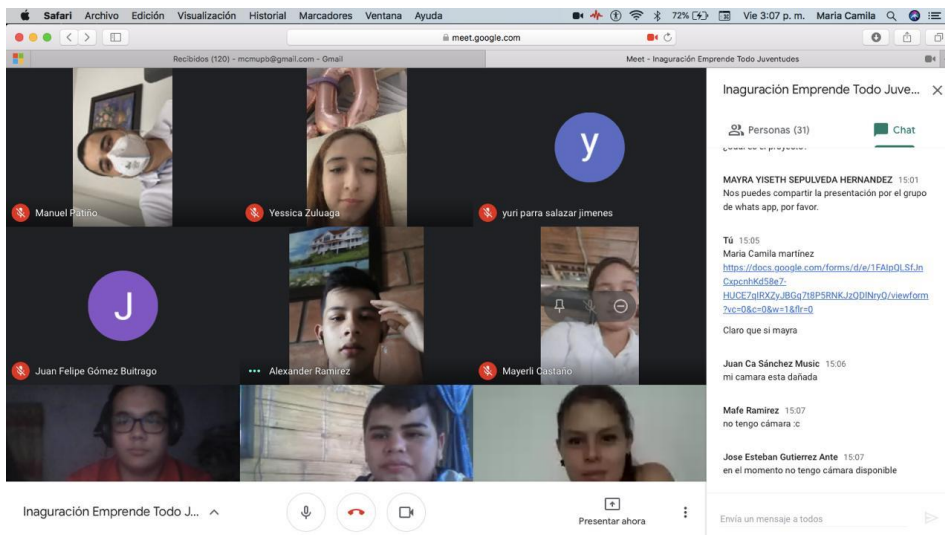 Safari Archivo Edición Visualización Historial Marcadores Ventana Ayuda 72% Vie 3:07 p. m. Maria Camila
meet.google.com
Recibidos (120) - mcmupb@gmail.com - Gmail
Meet - Inaguración Emprende Todo Juventudes
Manuel Patiño
Yessica Zuluaga
y
yuri parra salazar jimenes
J
Juan Felipe Gómez Buitrago
Alexander Ramirez
Mayerli Castaño
Inaguración Emprende Todo J...
Presentar ahora
Inaguración Emprende Todo Juve...
Personas (31)
Chat
MAYRA YISETH SEPULVEDA HERNANDEZ 15:01
Nos puedes compartir la presentación por el grupo
de whats app, por favor.
Tú 15:05
Maria Camila martínez
https://docs.google.com/forms/d/e/1FAIpQLSfJn
CxpcnhKd58e7-
HUCE7qIRXZyJBGq7t8P5RNKJzQDlNryQ/viewform
?vc=0&c=0&w=1&flr=0
Claro que si mayra
Juan Ca Sánchez Music 15:06
mi camara esta dañada
Mafe Ramirez 15:07
no tengo cámara :c
Jose Esteban Gutierrez Ante 15:07
en el momento no tengo cámara disponible
Envía un mensaje a todos